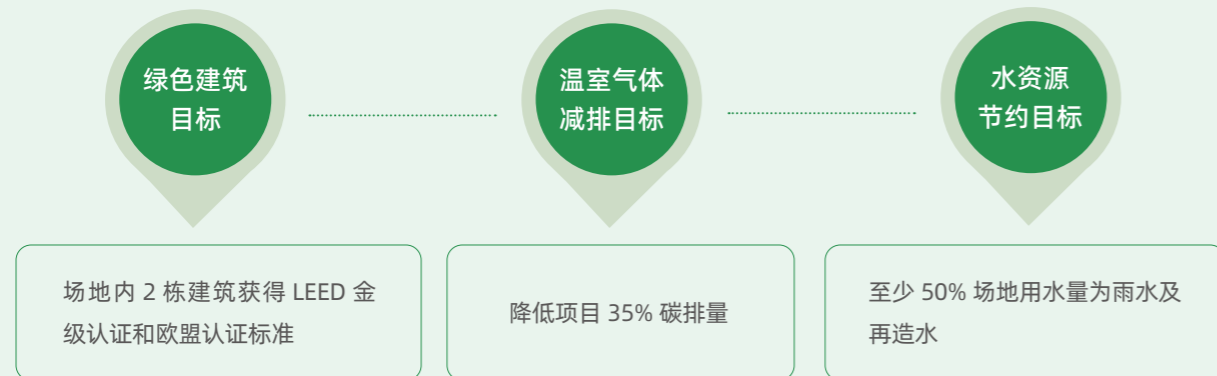 绿色建筑
目标
温室气体
减排目标
水资源
节约目标
场地内 2 栋建筑获得 LEED 金
级认证和欧盟认证标准
降低项目 35% 碳排量
至少 50% 场地用水量为雨水及
再造水